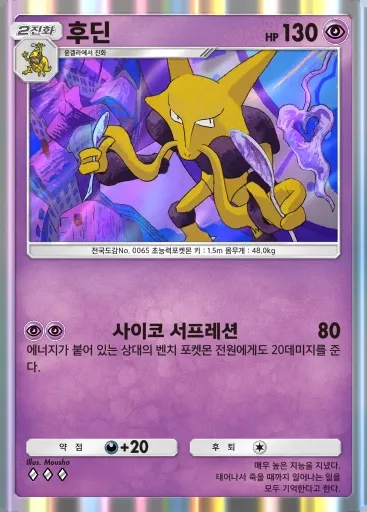 2진화
후딘
HP 130
윤겔라에서 진화
전국도감No. 0065 초능력포켓몬 키 : 1.5m 몸무게 : 48.0kg
사이코 서프레션 80
에너지가 붙어 있는 상대의 벤치 포켓몬 전원에게도 20데미지를 준
다.
약점 +20 후퇴
Illus. Mousho
매우 높은 지능을 지녔다.
태어나서 죽을 때까지 일어나는 일을
모두 기억한다고 한다.